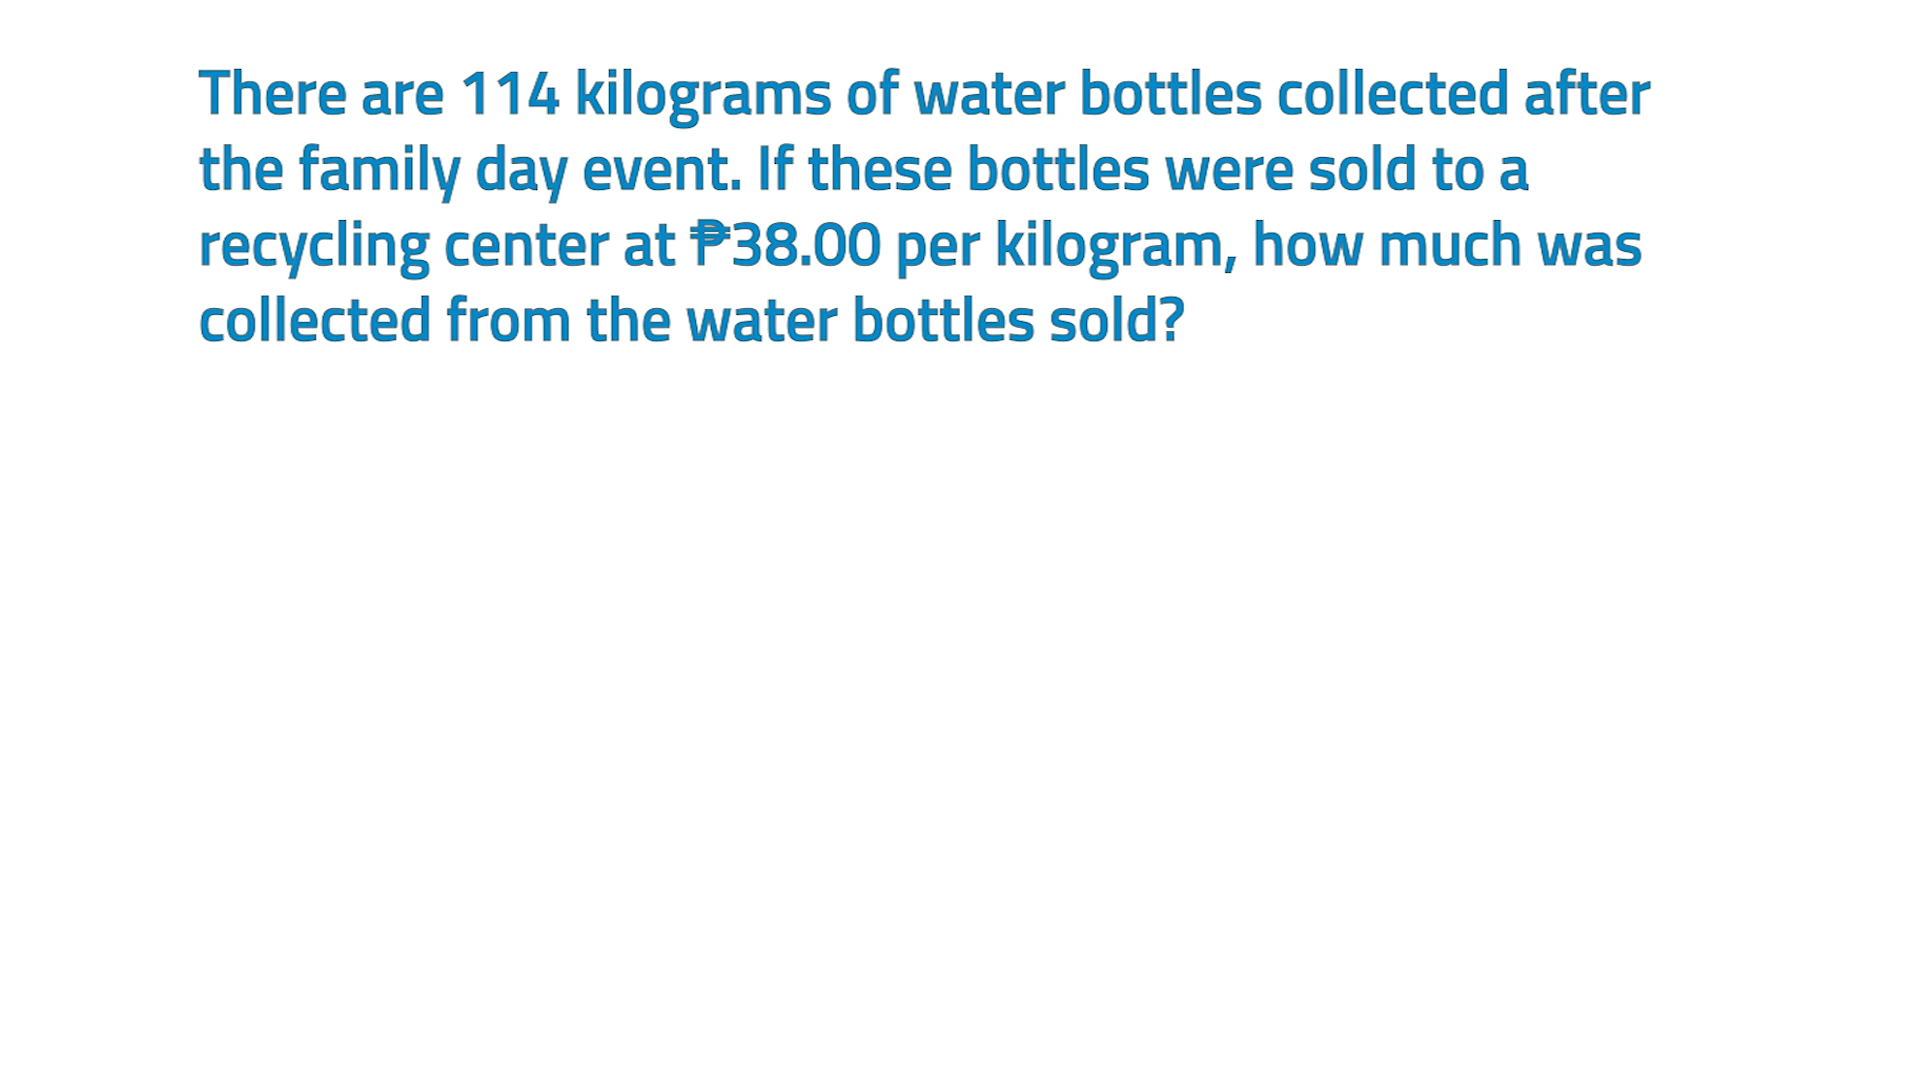 There are 114 kilograms of water bottles collected after
the family day event. If these bottles were sold to a
recycling center at ₱38.00 per kilogram, how much was
collected from the water bottles sold?